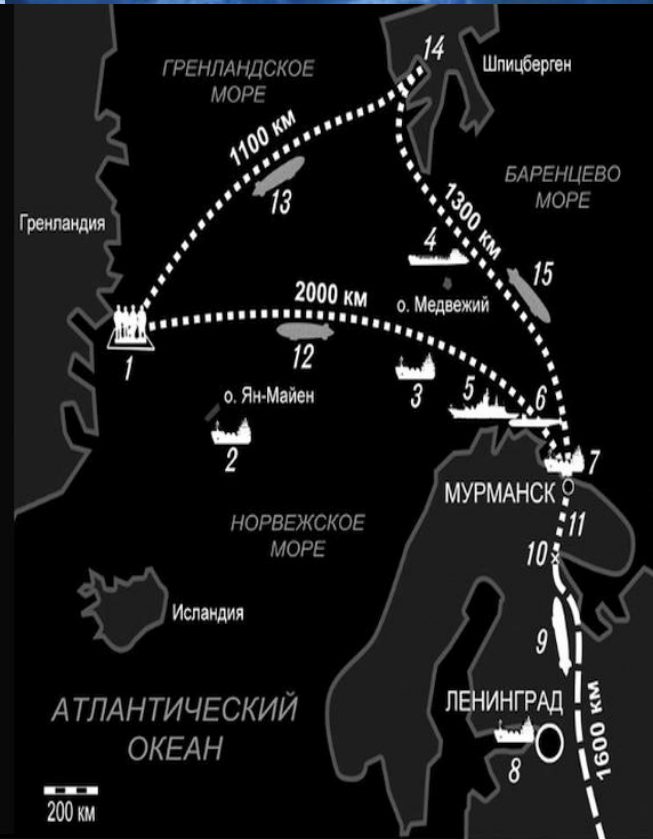 14
ГРЕНЛАНДСКОЕ
МОРЕ
Шпицберген
1100 км
13
БАРЕНЦЕВО
МОРЕ
1300 км
Гренландия
4
15
2000 км
о. Медвежий
12
1
3
5
6
о. Ян-Майен
2
7
МУРМАНСК
НОРВЕЖСКОЕ
МОРЕ
11
10
Исландия
9
АТЛАНТИЧЕСКИЙ
ОКЕАН
ЛЕНИНГРАД
8
1600 км
200 км